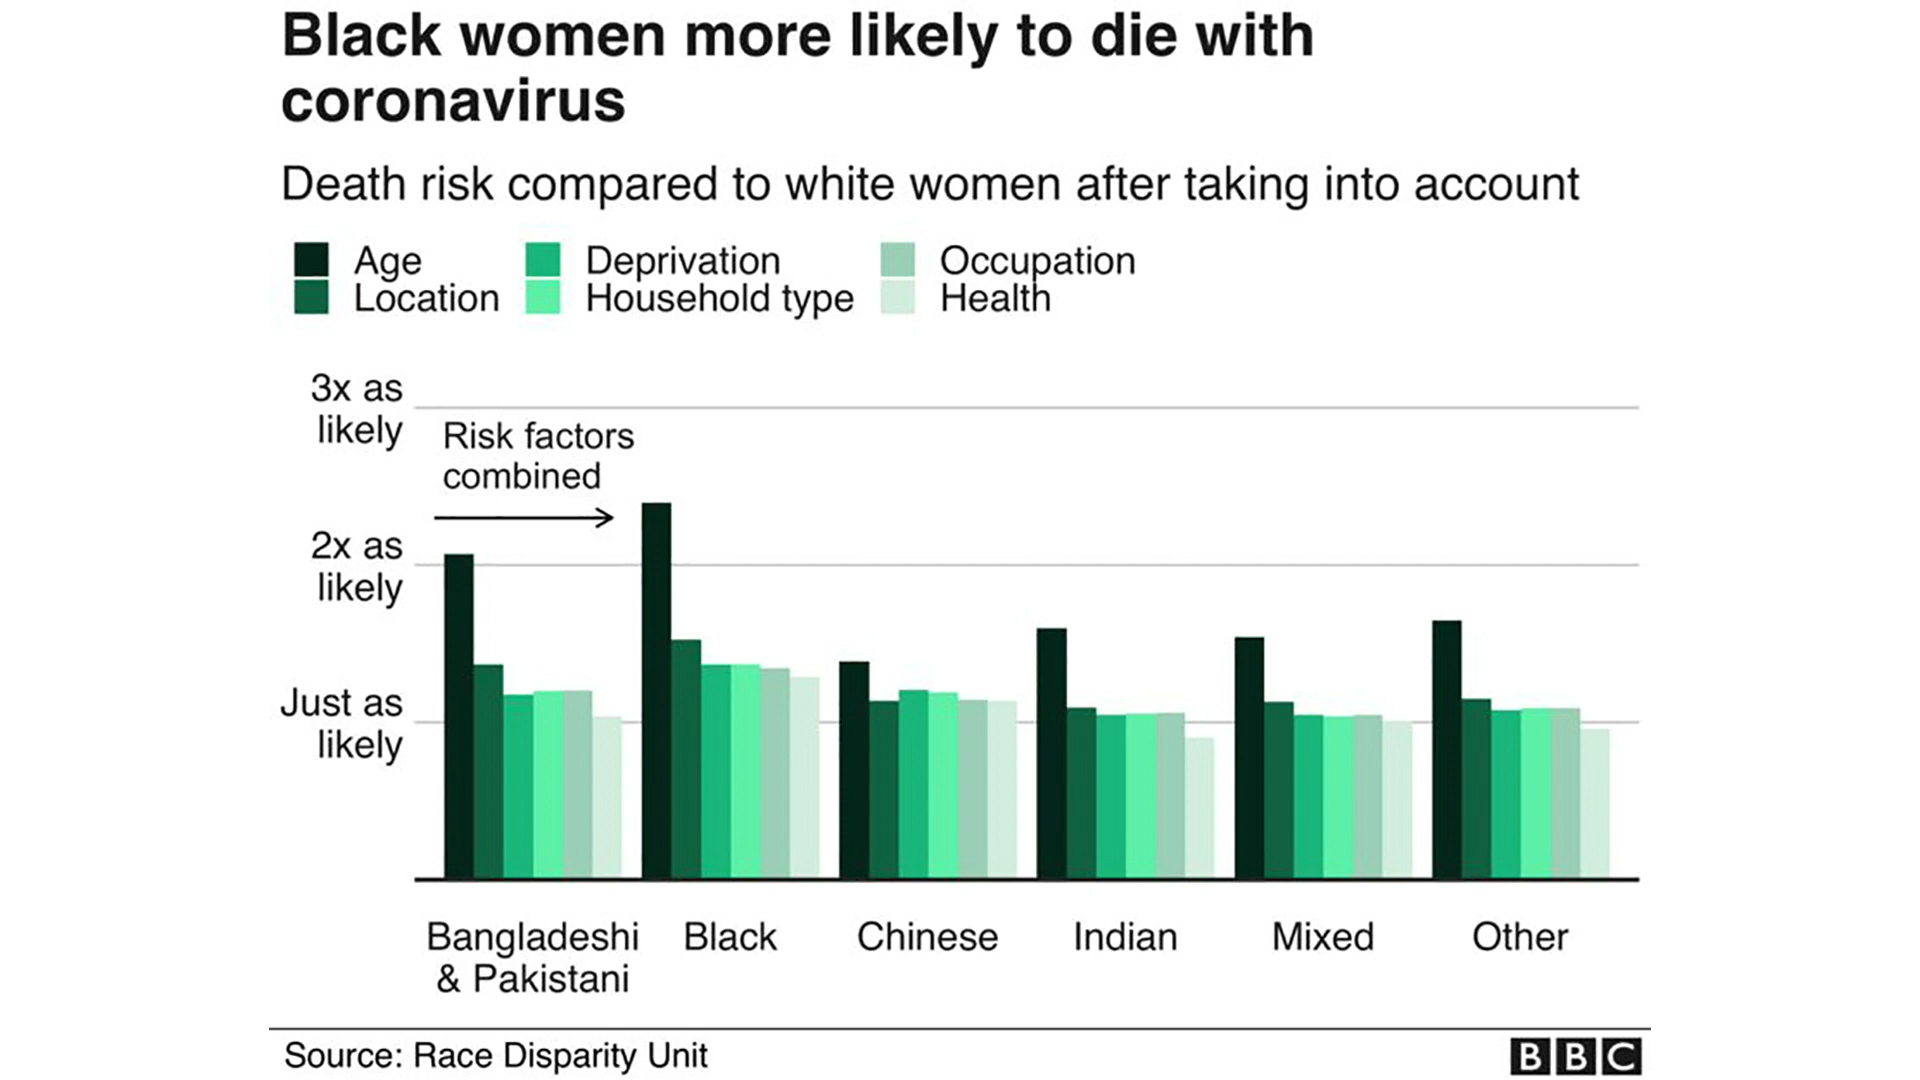 Black women more likely to die with
coronavirus
Death risk compared to white women after taking into account
Age
Deprivation
Occupation
Location
Household type
Health
3x as
likely
Risk factors
combined
2x as
likely
Just as
likely
Bangladeshi
& Pakistani
Black
Chinese
Indian
Mixed
Other
Source: Race Disparity Unit
BBC